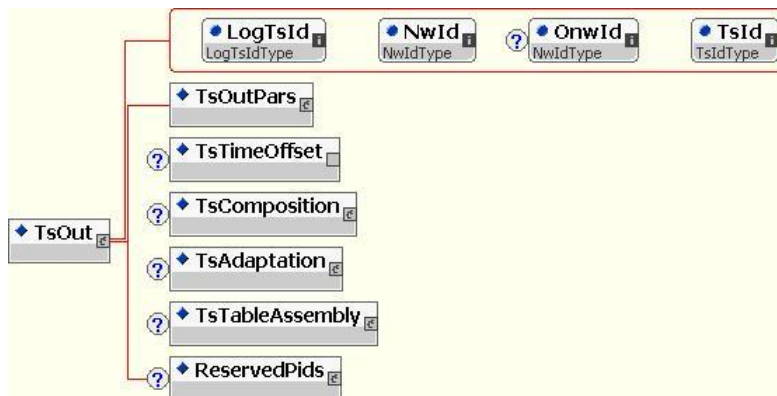 LogTsId
LogTsIdType
NwId
NwIdType
?
OnwId
NwIdType
TsId
TsIdType
TsOutPars
?
TsTimeOffset
?
TsComposition
TsOut
?
TsAdaptation
?
TsTableAssembly
?
ReservedPids